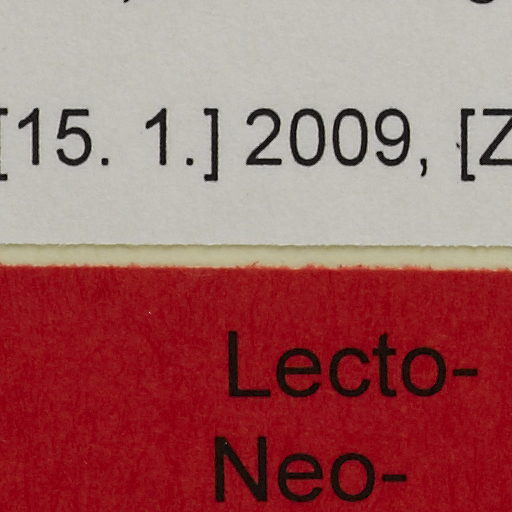 [15. 1.] 2009, [Z
Lecto-
Neo-